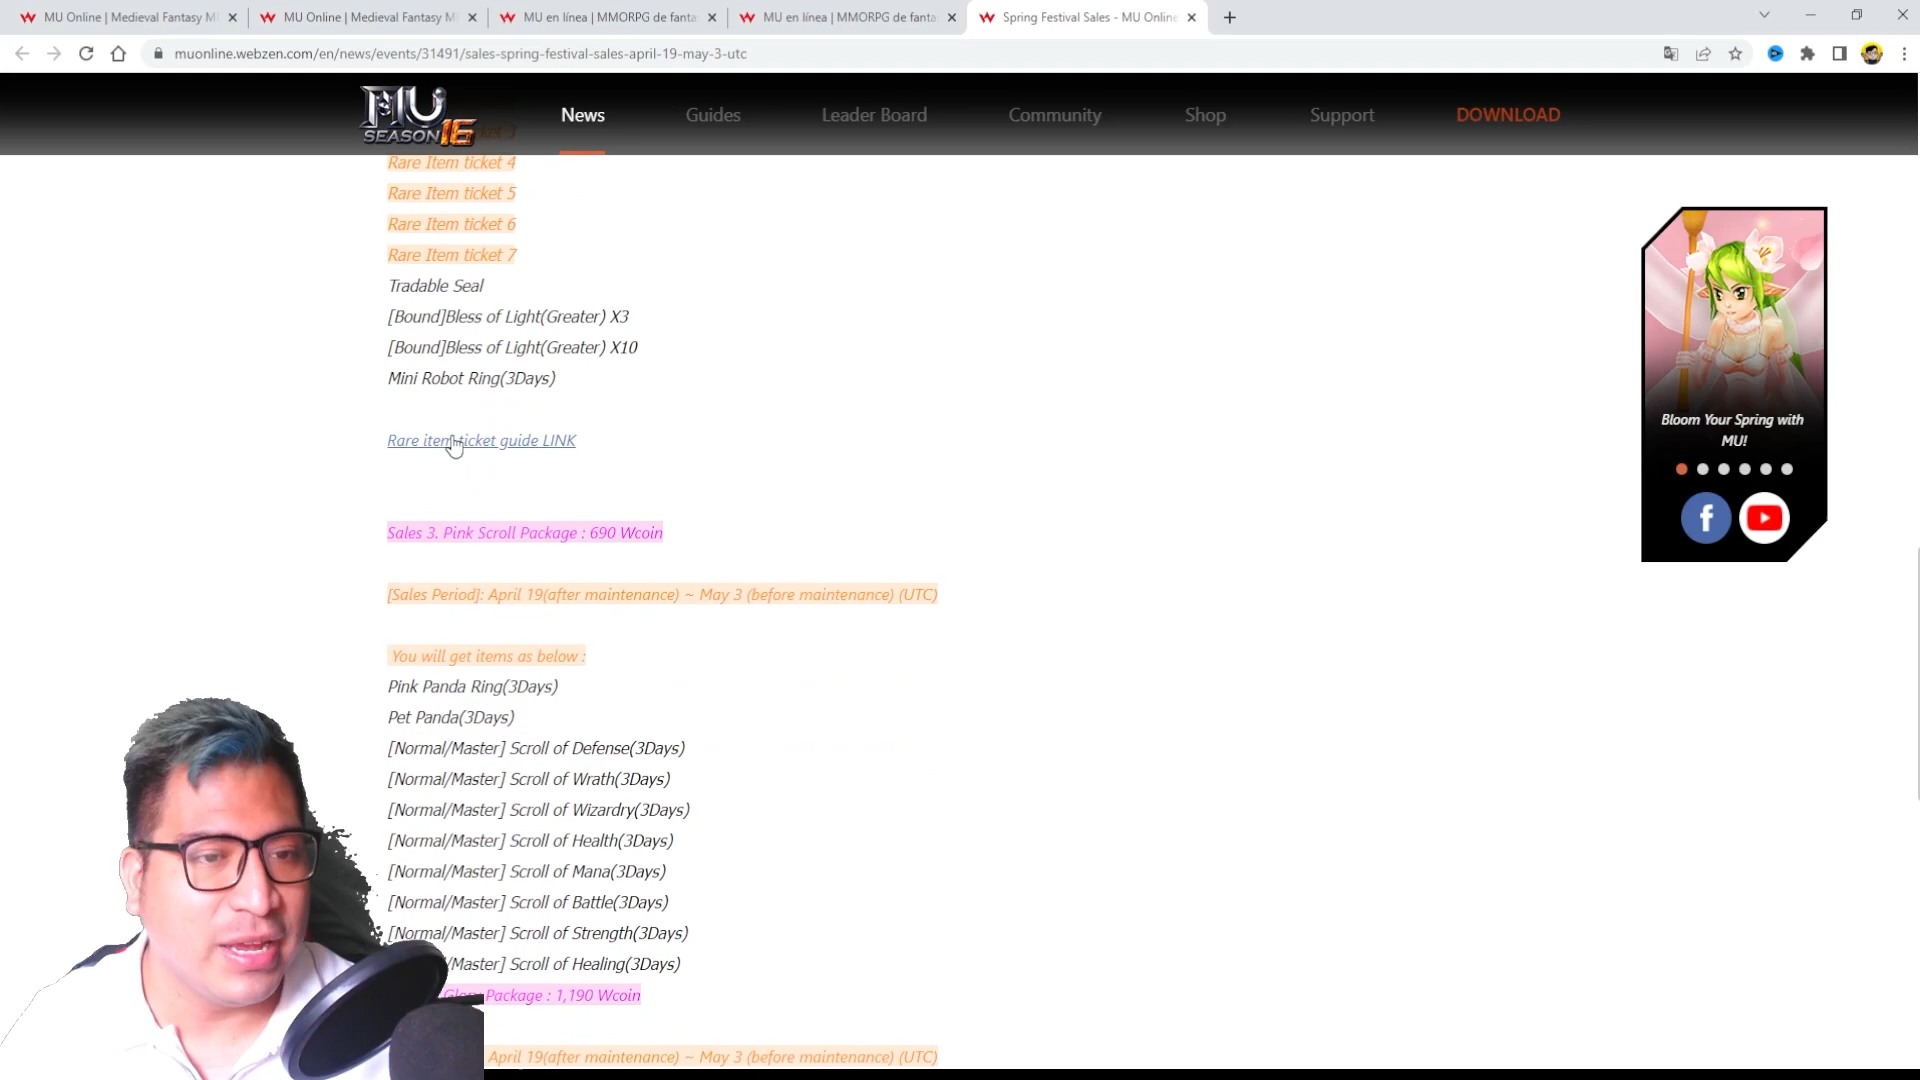 MU Online | Medieval Fantasy M
MU Online | Medieval Fantasy M
MU en línea | MMORPG de fanta
MU en línea | MMORPG de fanta
Spring Festival Sales - MU Online
muonline.webzen.com/en/news/events/31491/sales-spring-festival-sales-april-19-may-3-utc
MU
SEASON 16
News
Guides
Leader Board
Community
Shop
Support
DOWNLOAD
Rare Item ticket 4
Rare Item ticket 5
Rare Item ticket 6
Rare Item ticket 7
Tradable Seal
[Bound]Bless of Light(Greater) X3
[Bound]Bless of Light(Greater) X10
Mini Robot Ring(3Days)
Rare item ticket guide LINK
Sales 3. Pink Scroll Package : 690 Wcoin
[Sales Period]: April 19(after maintenance) ~ May 3 (before maintenance) (UTC)
You will get items as below :
Pink Panda Ring(3Days)
Pet Panda(3Days)
[Normal/Master] Scroll of Defense(3Days)
[Normal/Master] Scroll of Wrath(3Days)
[Normal/Master] Scroll of Wizardry(3Days)
[Normal/Master] Scroll of Health(3Days)
[Normal/Master] Scroll of Mana(3Days)
[Normal/Master] Scroll of Battle(3Days)
[Normal/Master] Scroll of Strength(3Days)
/Master] Scroll of Healing(3Days)
Package : 1,190 Wcoin
April 19(after maintenance) ~ May 3 (before maintenance) (UTC)
Bloom Your Spring with
MU!